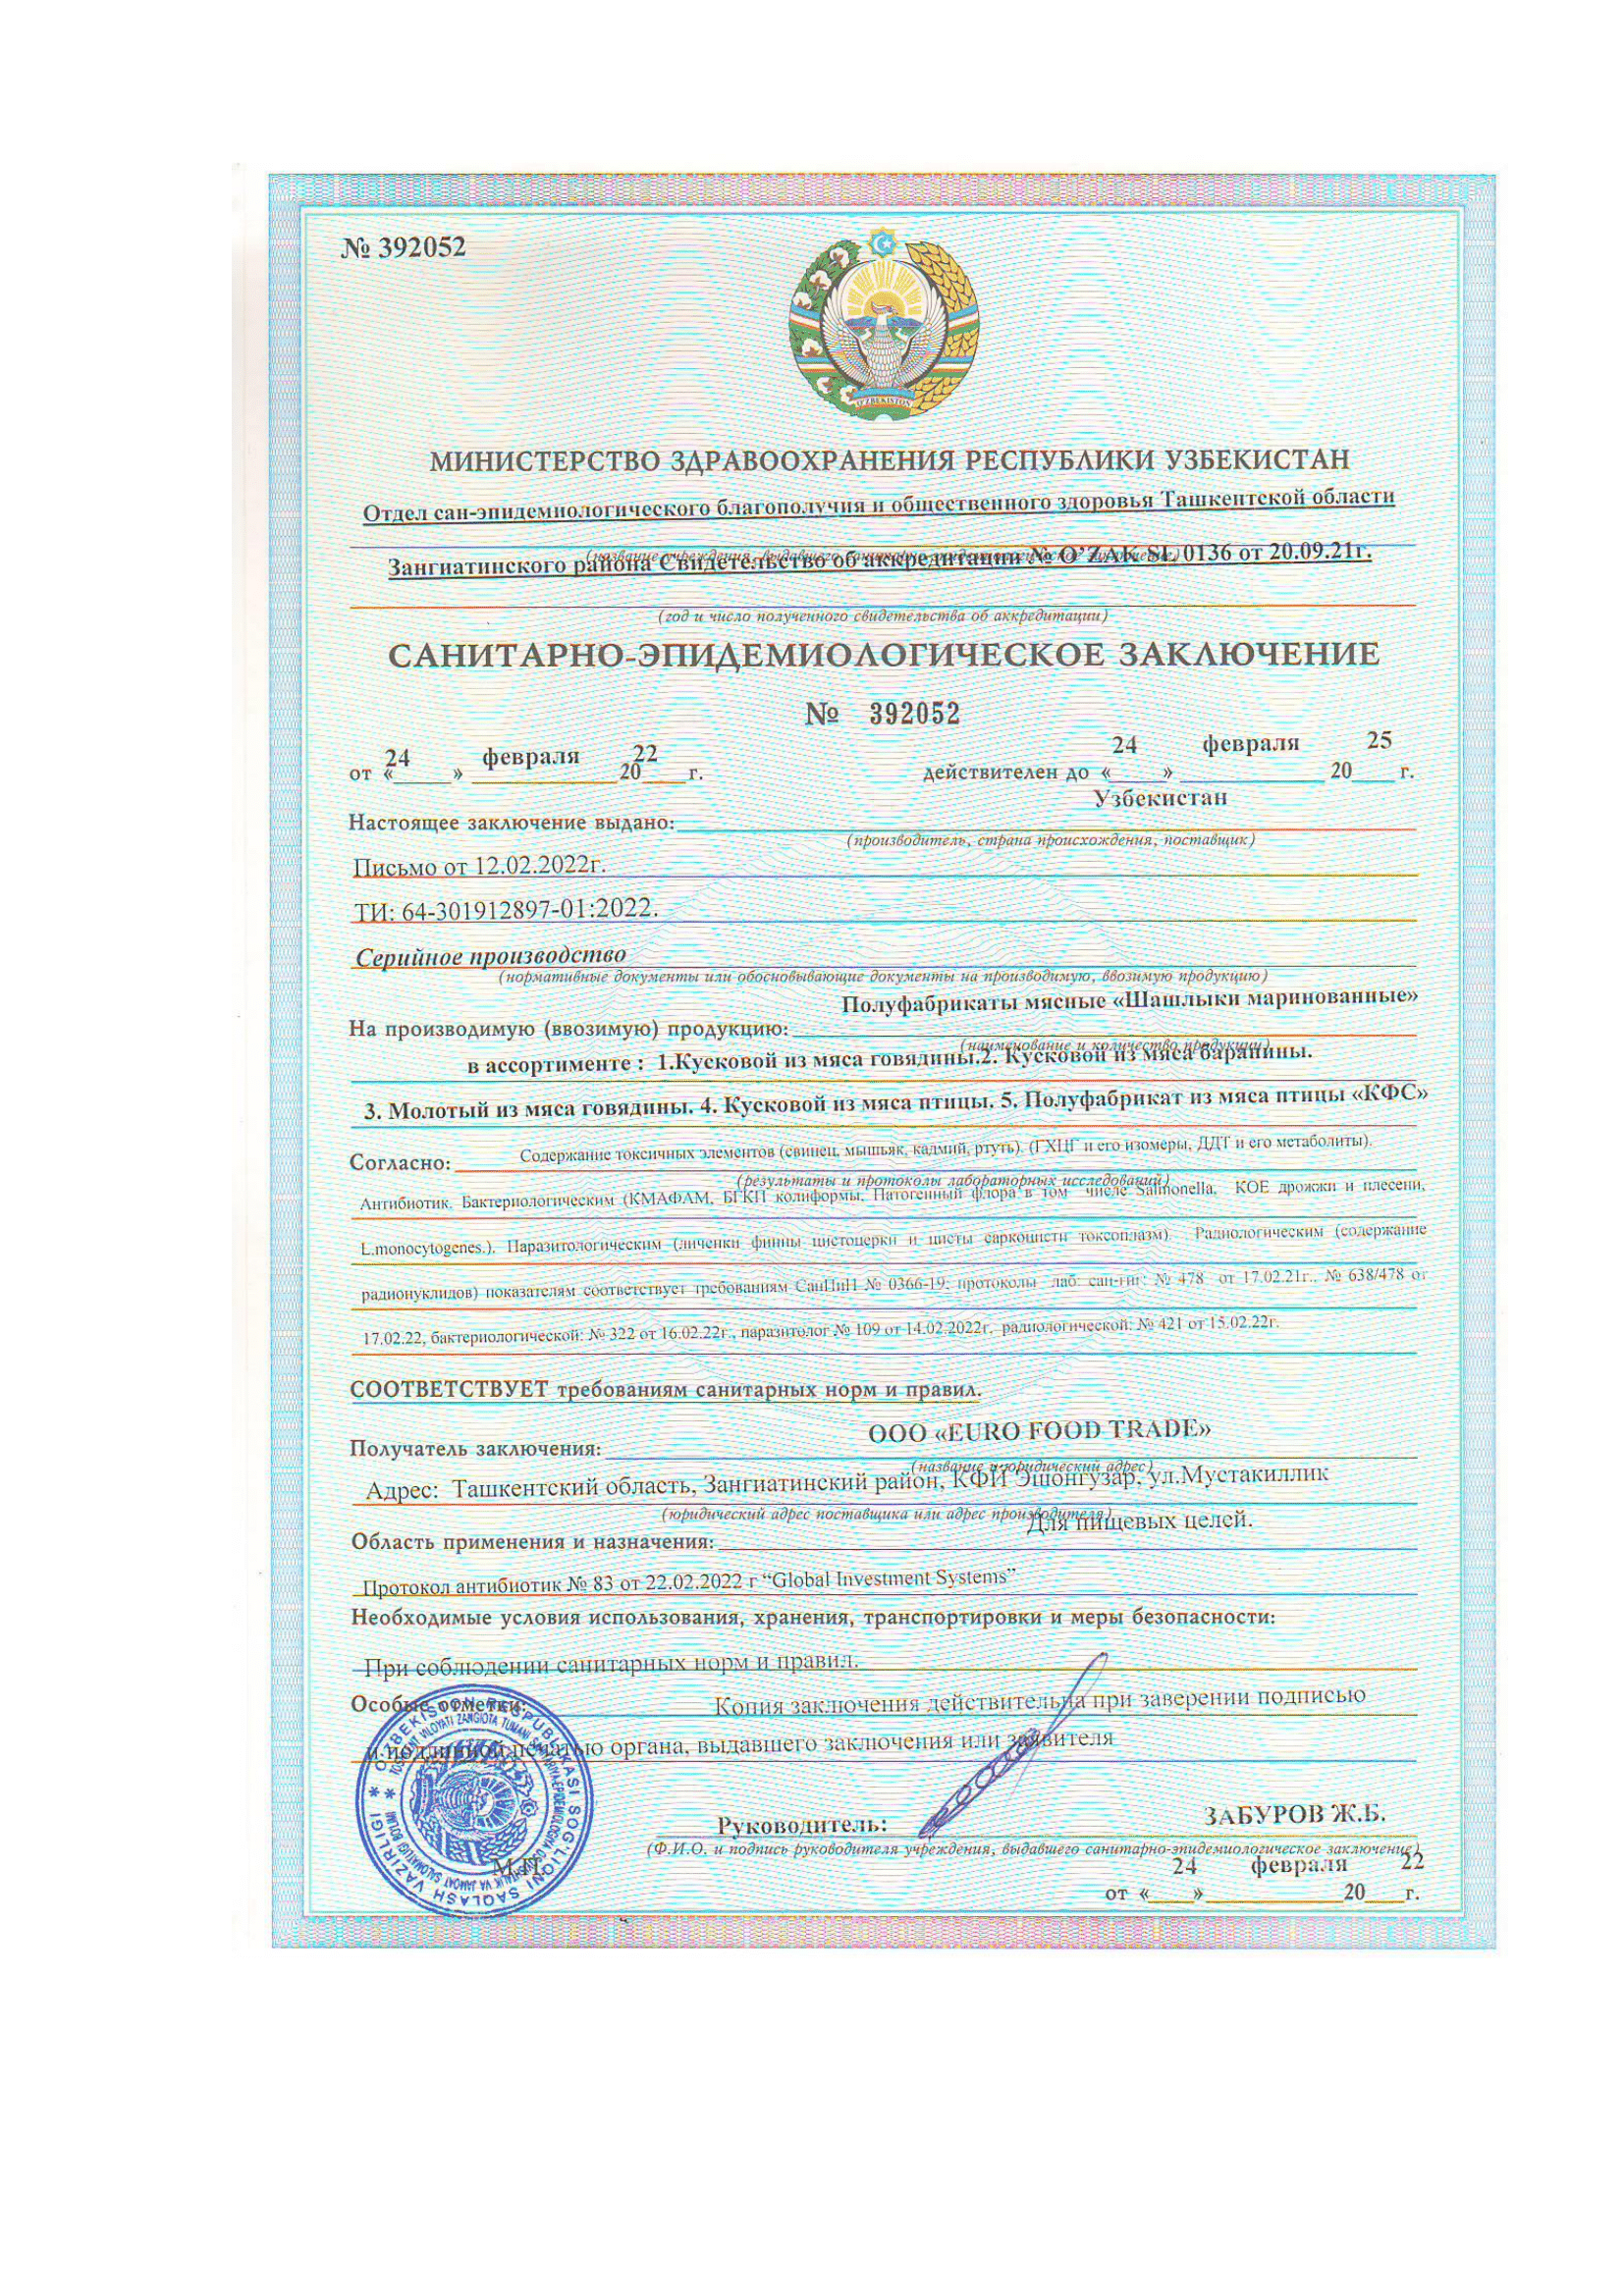 № 392052
O'ZBEKISTON
МИНИСТЕРСТВО ЗДРАВООХРАНЕНИЯ РЕСПУБЛИКИ УЗБЕКИСТАН
Отдел сан-эпидемиологического благополучия и общественного здоровья Ташкентской области
(название учреждения, выдавшего санитарно-эпидемиологическое заключение)
Зангиатинского района Свидетельство об аккредитации № O’ZAK SL 0136 от 20.09.21г.
(год и число полученного свидетельства об аккредитации)
САНИТАРНО-ЭПИДЕМИОЛОГИЧЕСКОЕ ЗАКЛЮЧЕНИЕ
№ 392052
от «24» февраля 2022 г. действителен до «24» февраля 2025 г.
Настоящее заключение выдано: Узбекистан
(производитель, страна происхождения, поставщик)
Письмо от 12.02.2022г.
ТИ: 64-301912897-01:2022.
Серийное производство
(нормативные документы или обосновывающие документы на производимую, ввозимую продукцию)
На производимую (ввозимую) продукцию: Полуфабрикаты мясные «Шашлыки маринованные»
(наименование и количество продукции)
в ассортименте : 1.Кусковой из мяса говядины.2. Кусковой из мяса баранины.
3. Молотый из мяса говядины. 4. Кусковой из мяса птицы. 5. Полуфабрикат из мяса птицы «КФС»
Согласно: Содержание токсичных элементов (свинец, мышьяк, кадмий, ртуть). (ГХЦГ и его изомеры, ДДТ и его метаболиты).
(результаты и протоколы лабораторных исследований)
Антибиотик. Бактериологическим (КМАФАМ, БГКП колиформы. Патогенный флора в том числе Salmonella, КОЕ дрожжи и плесени,
L.monocytogenes.). Паразитологическим (личенки финны цистоцерки и цисты саркоцисти токсоплазм). Радиологическим (содержание
радионуклидов) показателям соответствует требованиям СанПиН № 0366-19: протоколы лаб: сан-гиг: № 478 от 17.02.21г., № 638/478 от
17.02.22, бактериологической: № 322 от 16.02.22г., паразитолог № 109 от 14.02.2022г. радиологической: № 421 от 15.02.22г.
СООТВЕТСТВУЕТ требованиям санитарных норм и правил.
Получатель заключения: ООО «EURO FOOD TRADE»
(название и юридический адрес)
Адрес: Ташкентский область, Зангиатинский район, КФЙ Эшонгузар, ул.Мустакиллик
(юридический адрес поставщика или адрес производителя)
Область применения и назначения: Для пищевых целей.
Протокол антибиотик № 83 от 22.02.2022 г “Global Investment Systems”
Необходимые условия использования, хранения, транспортировки и меры безопасности:
При соблюдении санитарных норм и правил.
Особые отметки: Копия заключения действительна при заверении подписью
и подлинной печатью органа, выдавшего заключения или заявителя
O'ZBEKISTON RESPUBLIKASI SOG'LIQNI SAQLASH VAZIRLIGI
Руководитель: ЗАБУРОВ Ж.Б.
(Ф.И.О. и подпись руководителя учреждения, выдавшего санитарно-эпидемиологическое заключение)
М.П.
от «24» февраля 2022 г.